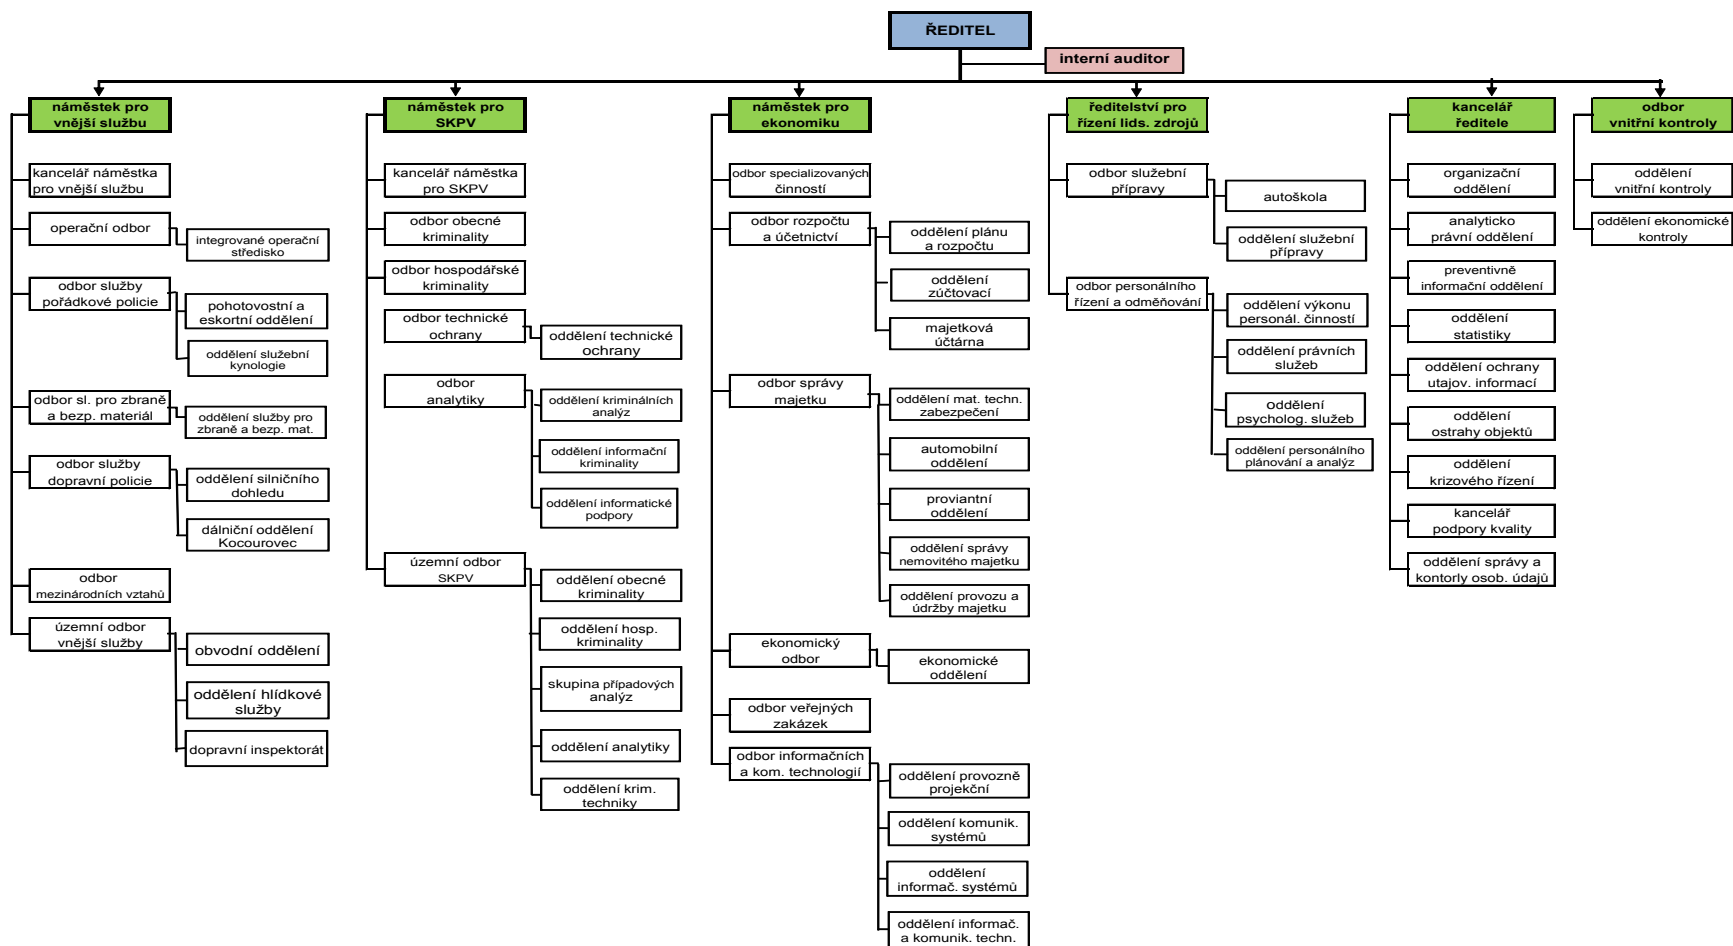 ŘEDITEL
interní auditor
náměstek pro
vnější službu
kancelář náměstka
pro vnější službu
operační odbor
integrované operační
středisko
odbor služby
pořádkové policie
pohotovostní a
eskortní oddělení
oddělení služební
kynologie
odbor sl. pro zbraně
a bezp. materiál
oddělení služby pro
zbraně a bezp. mat.
odbor služby
dopravní policie
oddělení silničního
dohledu
dálniční oddělení
Kocourovec
odbor
mezinárodních vztahů
územní odbor
vnější služby
obvodní oddělení
oddělení hlídkové
služby
dopravní inspektorát
náměstek pro
SKPV
kancelář náměstka
pro SKPV
odbor obecné
kriminality
odbor hospodářské
kriminality
odbor technické
ochrany
oddělení technické
ochrany
odbor
analytiky
oddělení kriminálních
analýz
oddělení informační
kriminality
oddělení informatické
podpory
územní odbor
SKPV
oddělení obecné
kriminality
oddělení hosp.
kriminality
skupina případových
analýz
oddělení analytiky
oddělení krim.
techniky
náměstek pro
ekonomiku
odbor specializovaných
činností
odbor rozpočtu
a účetnictví
oddělení plánu
a rozpočtu
oddělení
zúčtovací
majetková
účtárna
odbor správy
majetku
oddělení mat. techn.
zabezpečení
automobilní
oddělení
proviantní
oddělení
oddělení správy
nemovitého majetku
oddělení provozu a
údržby majetku
ekonomický
odbor
ekonomické
oddělení
odbor veřejných
zakázek
odbor informačních
a kom. technologií
oddělení provozně
projekční
oddělení komunik.
systémů
oddělení
informač. systémů
oddělení informač.
a komunik. techn.
ředitelství pro
řízení lids. zdrojů
odbor služební
přípravy
autoškola
oddělení služební
přípravy
odbor personálního
řízení a odměňování
oddělení výkonu
personál. činností
oddělení právních
služeb
oddělení
psycholog. služeb
oddělení personálního
plánování a analýz
kancelář
ředitele
organizační
oddělení
analyticko
právní oddělení
preventivně
informační oddělení
oddělení
statistiky
oddělení ochrany
utajov. informací
oddělení
ostrahy objektů
oddělení
krizového řízení
kancelář
podpory kvality
oddělení správy a
kontorly osob. údajů
odbor
vnitřní kontroly
oddělení
vnitřní kontroly
oddělení ekonomické
kontroly